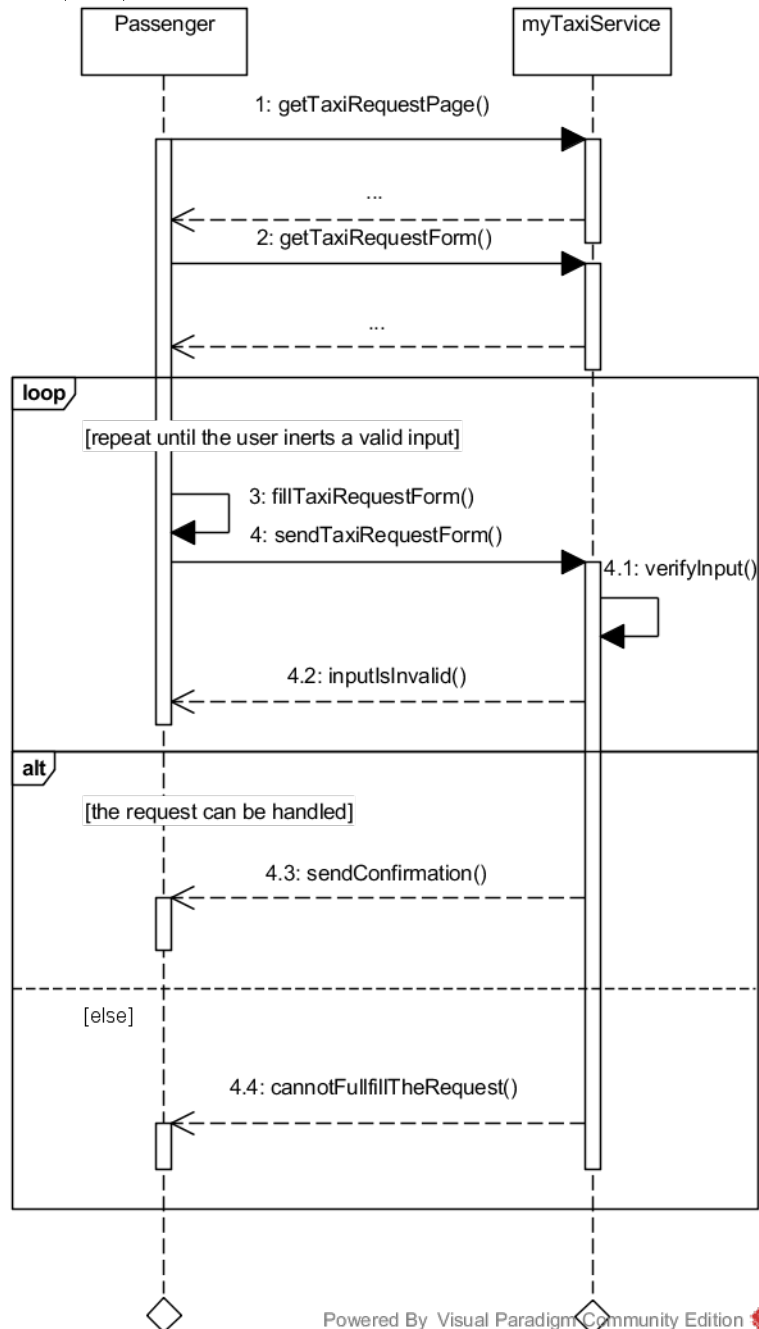 Passenger
myTaxiService
1: getTaxiRequestPage()
...
2: getTaxiRequestForm()
...
loop
[repeat until the user inerts a valid input]
3: fillTaxiRequestForm()
4: sendTaxiRequestForm()
4.1: verifyInput()
4.2: inputIsInvalid()
alt
[the request can be handled]
4.3: sendConfirmation()
[else]
4.4: cannotFullfillTheRequest()
Powered By Visual Paradigm Community Edition